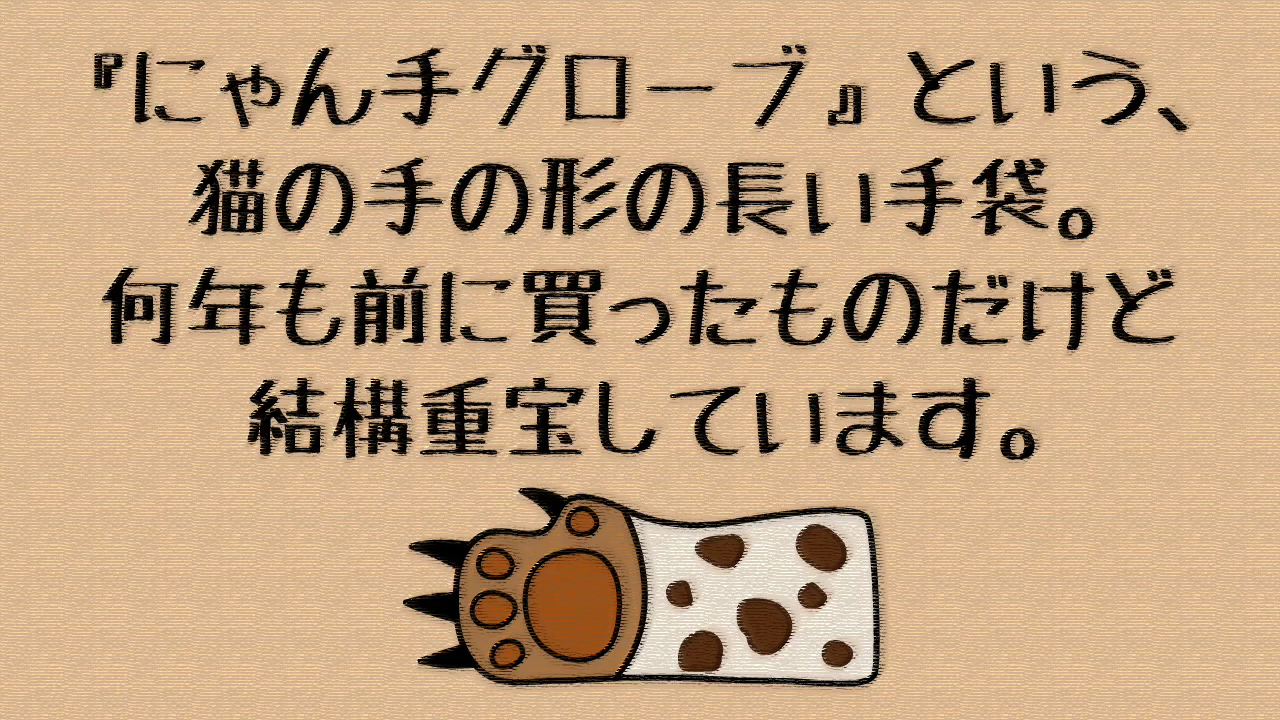 『にゃん手グローブ』という、
猫の手の形の長い手袋。
何年も前に買ったものだけど
結構重宝しています。